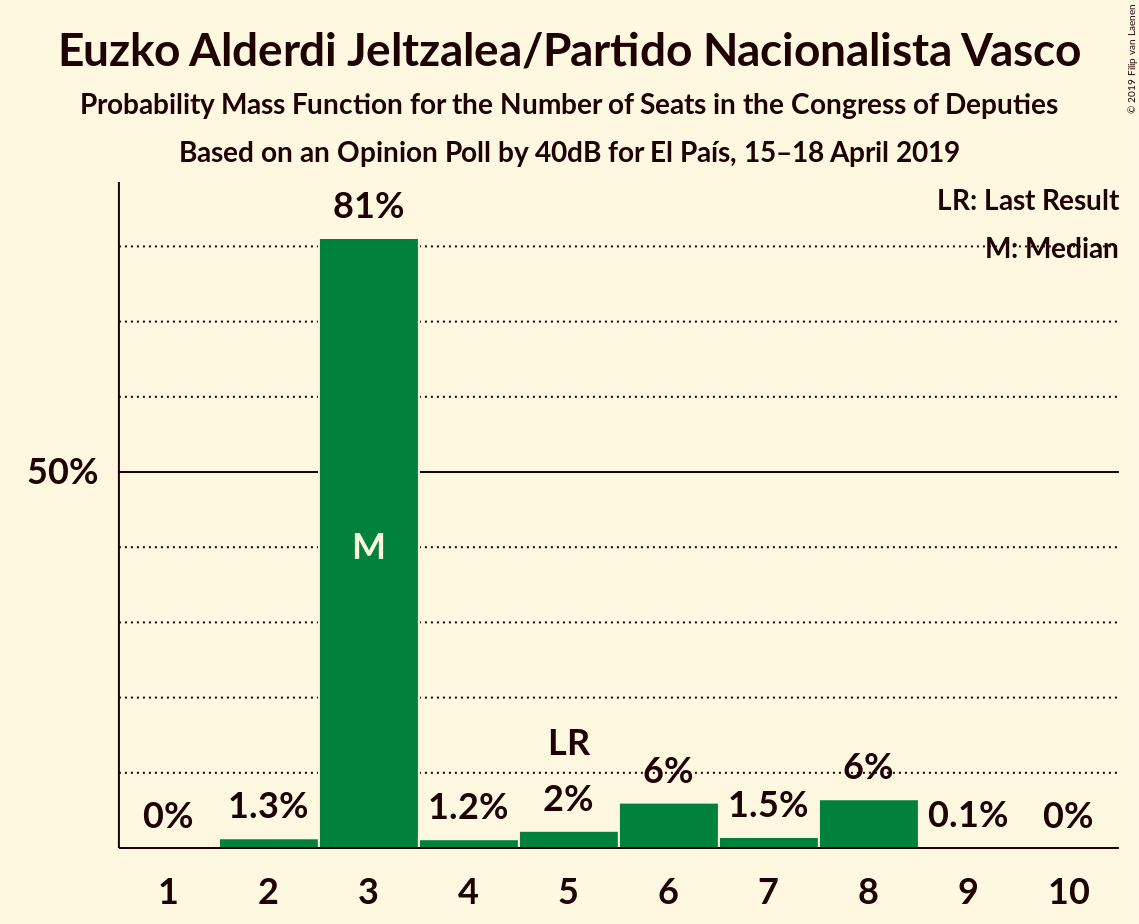 Euzko Alderdi Jeltzalea/Partido Nacionalista Vasco
Probability Mass Function for the Number of Seats in the Congress of Deputies
Based on an Opinion Poll by 40dB for El País, 15–18 April 2019
© 2019 Filip van Laenen
LR: Last Result
M: Median
81%
50%
M
LR
0%
1.3%
1.2%
2%
6%
1.5%
6%
0.1%
0%
1 2 3 4 5 6 7 8 9 10